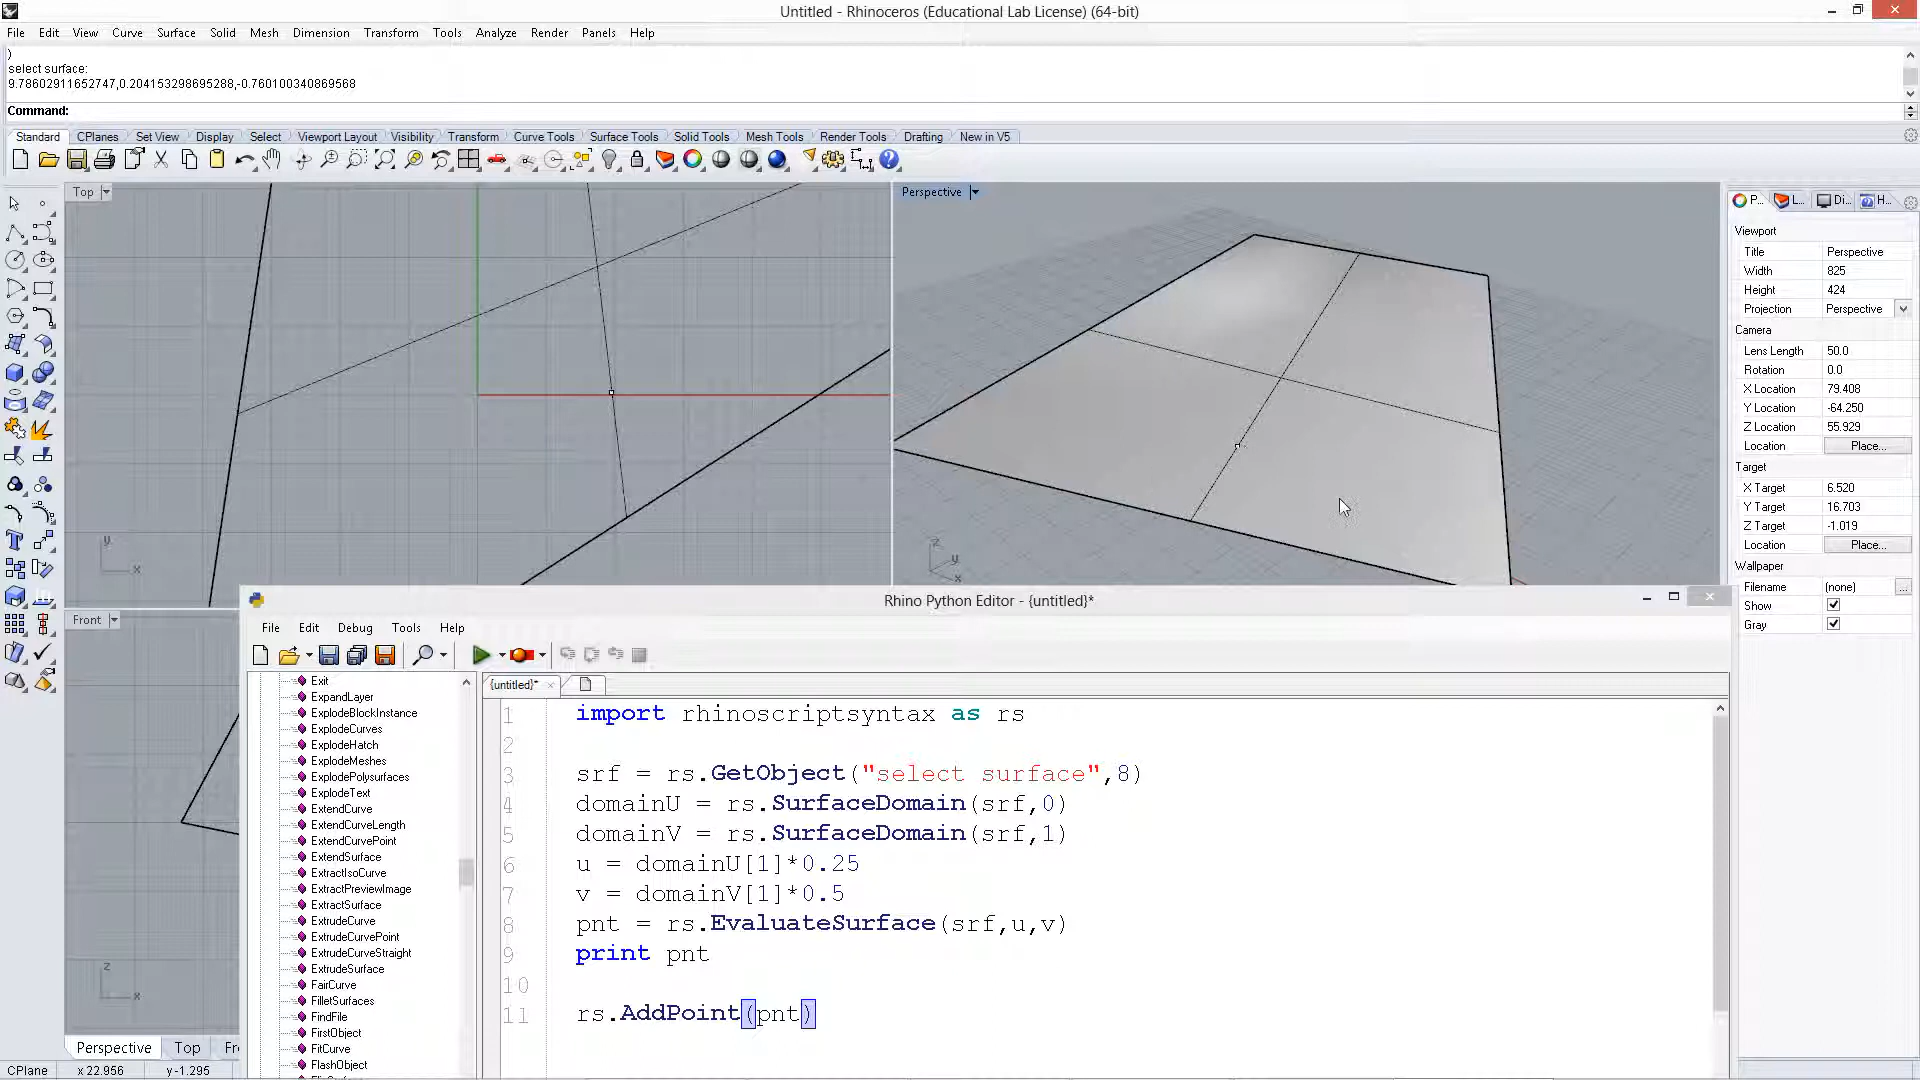 Untitled - Rhinoceros (Educational Lab License) (64-bit)
File Edit View Curve Surface Solid Mesh Dimension Transform Tools Analyze Render Panels Help
)
select surface:
9.78602911652747,0.204153298695288,-0.760100340869568
Command:
Standard CPlanes Set View Display Select Viewport Layout Visibility Transform Curve Tools Surface Tools Solid Tools Mesh Tools Render Tools Drafting New in V5
Top
Perspective
P... L... Di... H...
Viewport
Title Perspective
Width 825
Height 424
Projection Perspective
Camera
Lens Length 50.0
Rotation 0.0
X Location 79.408
Y Location -64.250
Z Location 55.929
Location Place...
Target
X Target 6.520
Y Target 16.703
Z Target -1.019
Location Place...
Wallpaper
Filename (none) ...
Show
Gray
y
x
z
y
x
Front
z
x
Rhino Python Editor - {untitled}*
File Edit Debug Tools Help
{untitled}*
Exit
ExpandLayer
ExplodeBlockInstance
ExplodeCurves
ExplodeHatch
ExplodeMeshes
ExplodePolysurfaces
ExplodeText
ExtendCurve
ExtendCurveLength
ExtendCurvePoint
ExtendSurface
ExtractIsoCurve
ExtractPreviewImage
ExtractSurface
ExtrudeCurve
ExtrudeCurvePoint
ExtrudeCurveStraight
ExtrudeSurface
FairCurve
FilletSurfaces
FindFile
FirstObject
FitCurve
FlashObject
1 import rhinoscriptsyntax as rs
2
3 srf = rs.GetObject("select surface",8)
4 domainU = rs.SurfaceDomain(srf,0)
5 domainV = rs.SurfaceDomain(srf,1)
6 u = domainU[1]*0.25
7 v = domainV[1]*0.5
8 pnt = rs.EvaluateSurface(srf,u,v)
9 print pnt
10
11 rs.AddPoint(pnt)
Perspective Top Fr
CPlane x 22.956 y -1.295